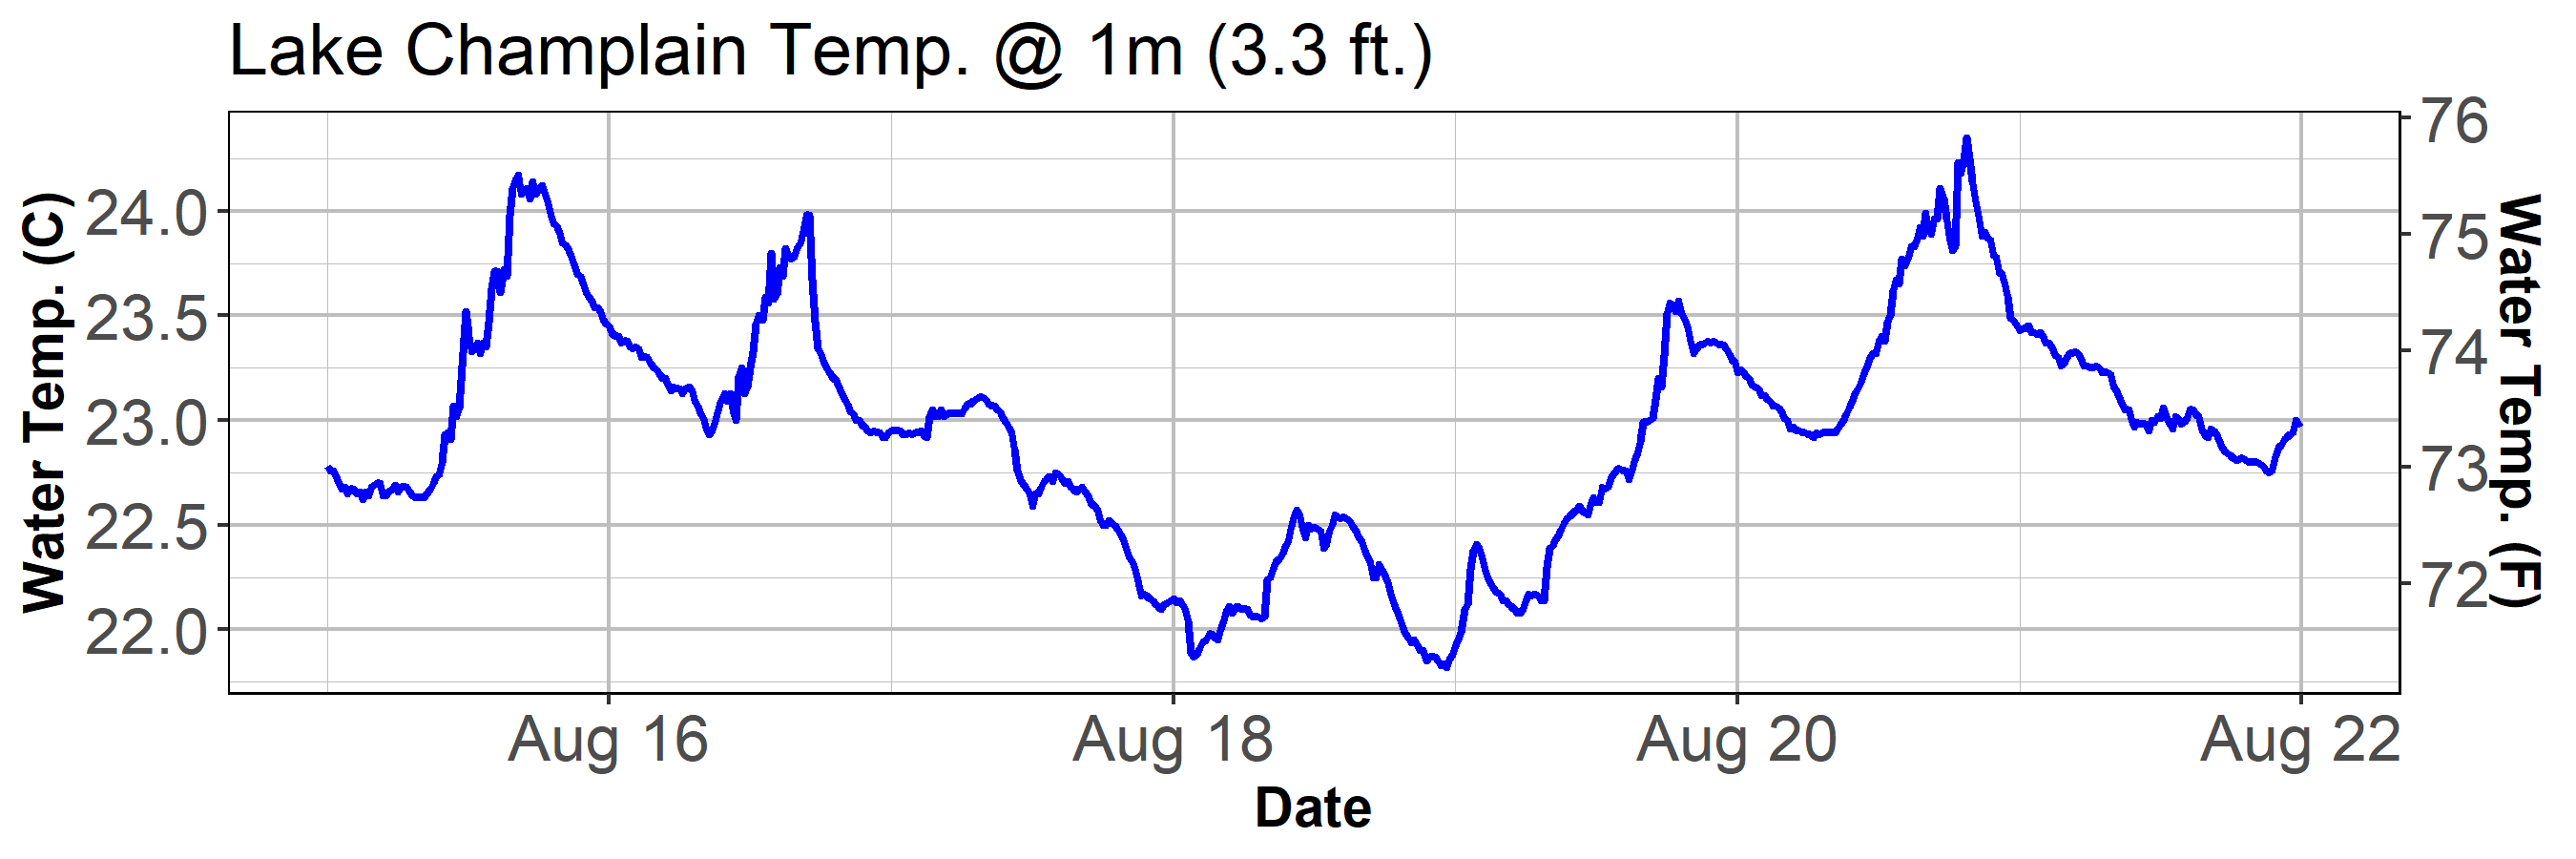 Lake Champlain Temp. @ 1m (3.3 ft.)
Water Temp. (C)
24.0
23.5
23.0
22.5
22.0
76
75
74
73
72
Water Temp. (F)
Aug 16
Aug 18
Aug 20
Aug 22
Date